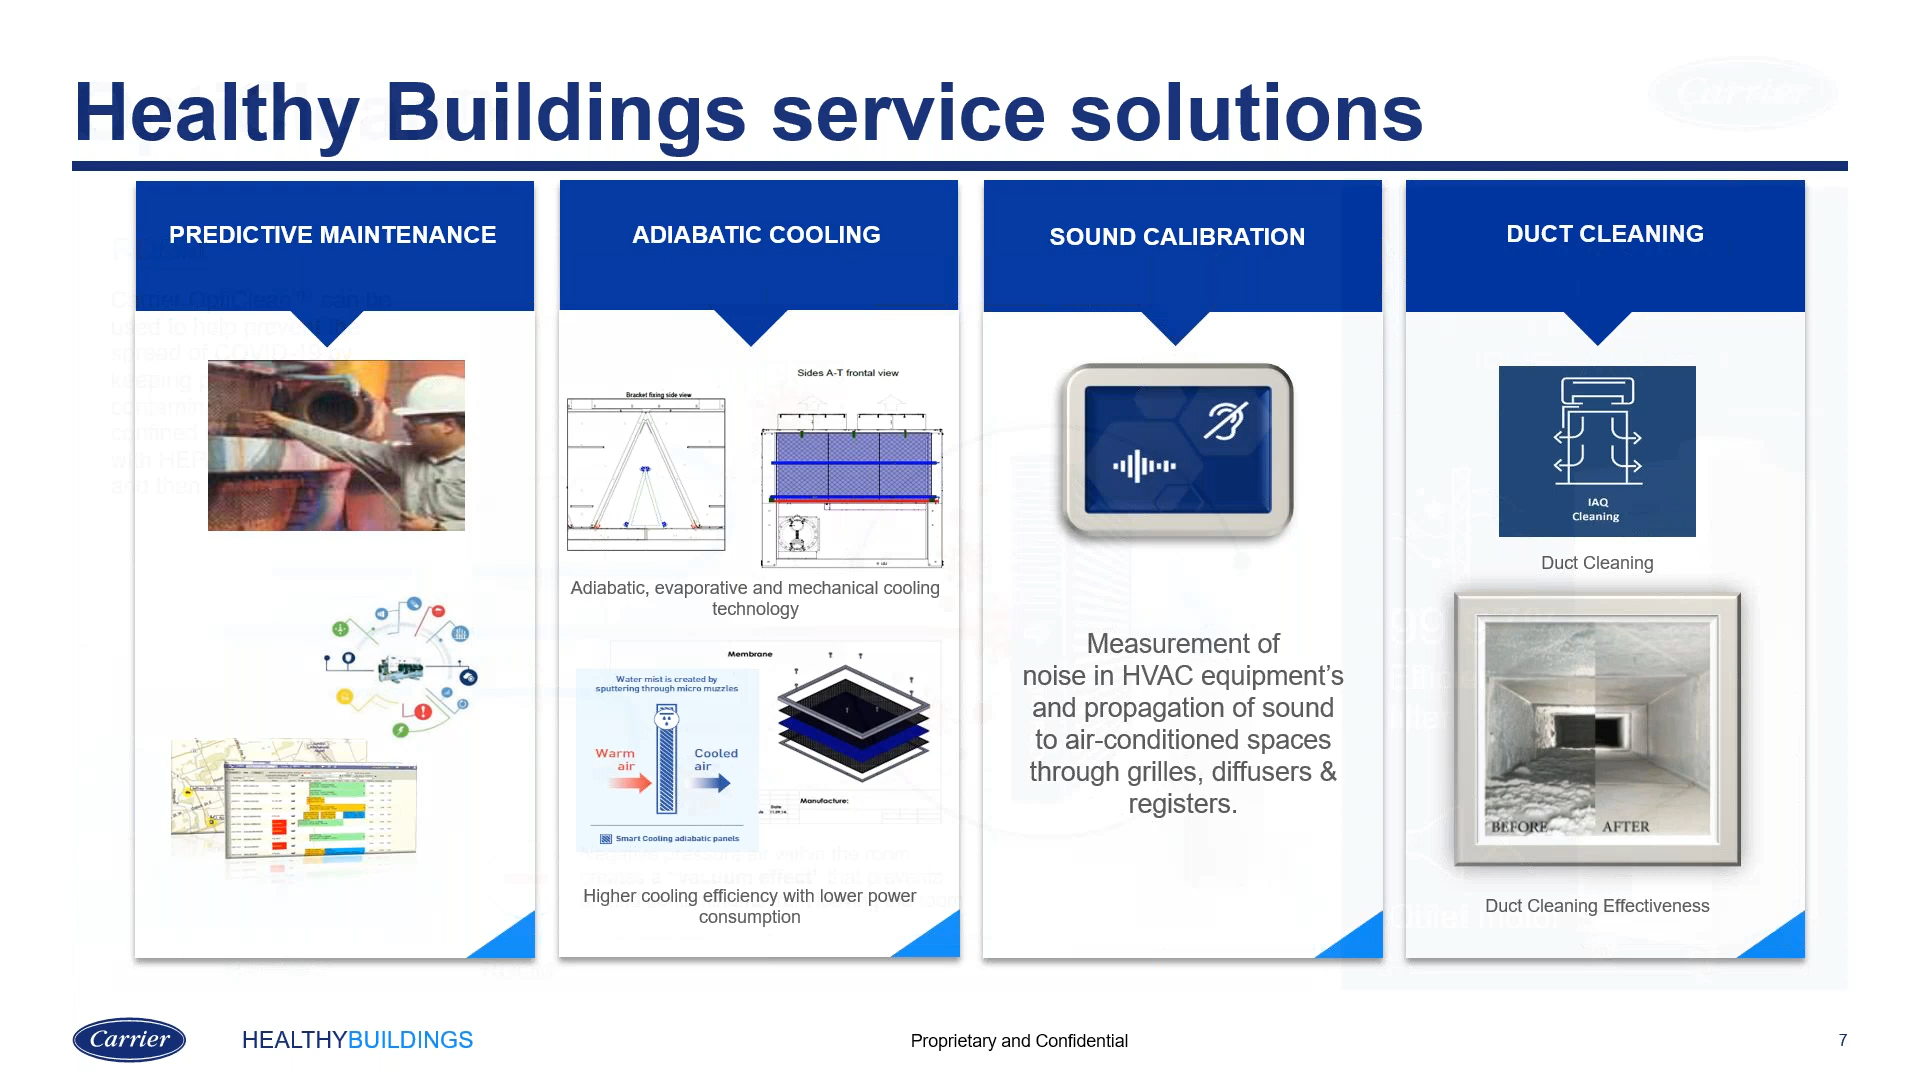 Healthy Buildings service solutions
PREDICTIVE MAINTENANCE
ADIABATIC COOLING
Sides A-T frontal view
Bracket fixing side view
Adiabatic, evaporative and mechanical cooling
technology
Membrane
Water mist is created by
sputtering through micro muzzles
Warm
air
Cooled
air
Manufacture:
Date
Smart Cooling adiabatic panels
Higher cooling efficiency with lower power
consumption
SOUND CALIBRATION
Measurement of
noise in HVAC equipment’s
and propagation of sound
to air-conditioned spaces
through grilles, diffusers &
registers.
DUCT CLEANING
IAQ
Cleaning
Duct Cleaning
BEFORE
AFTER
Duct Cleaning Effectiveness
Carrier
HEALTHYBUILDINGS
Proprietary and Confidential
7